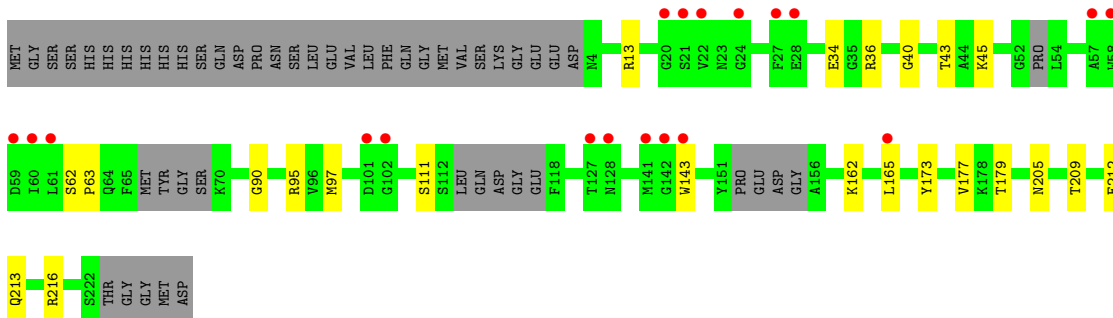 MET GLY SER SER HIS HIS HIS HIS HIS HIS SER GLN ASP PRO ASN SER LEU GLU VAL LEU PHE GLN GLY MET VAL SER LYS GLY GLU GLU ASP N4 R13 G20 S21 V22 N23 G24 F27 E28 E34 G35 R36 G40 T43 A44 K45 G52 PRO L54 A57 W58
D59 I60 L61 S62 P63 Q64 F65 MET TYR GLY SER K70 G90 R95 V96 M97 D101 G102 S111 S112 LEU GLN ASP GLY GLU F118 T127 N128 M141 G142 W143 Y151 PRO GLU ASP GLY A156 K162 L165 Y173 V177 K178 T179 N205 T209
Q213 R216 S222 THR GLY GLY MET ASP